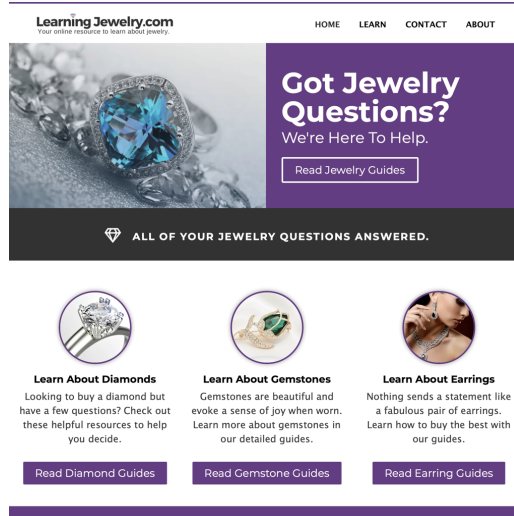 Learning Jewelry.com
Your online resource to learn about jewelry.
HOME LEARN CONTACT ABOUT
Got Jewelry
Questions?
We're Here To Help.
Read Jewelry Guides
ALL OF YOUR JEWELRY QUESTIONS ANSWERED.
Learn About Diamonds
Looking to buy a diamond but
have a few questions? Check out
these helpful resources to help
you decide.
Read Diamond Guides
Learn About Gemstones
Gemstones are beautiful and
evoke a sense of joy when worn.
Learn more about gemstones in
our detailed guides.
Read Gemstone Guides
Learn About Earrings
Nothing sends a statement like
a fabulous pair of earrings.
Learn how to buy the best with
our guides.
Read Earring Guides